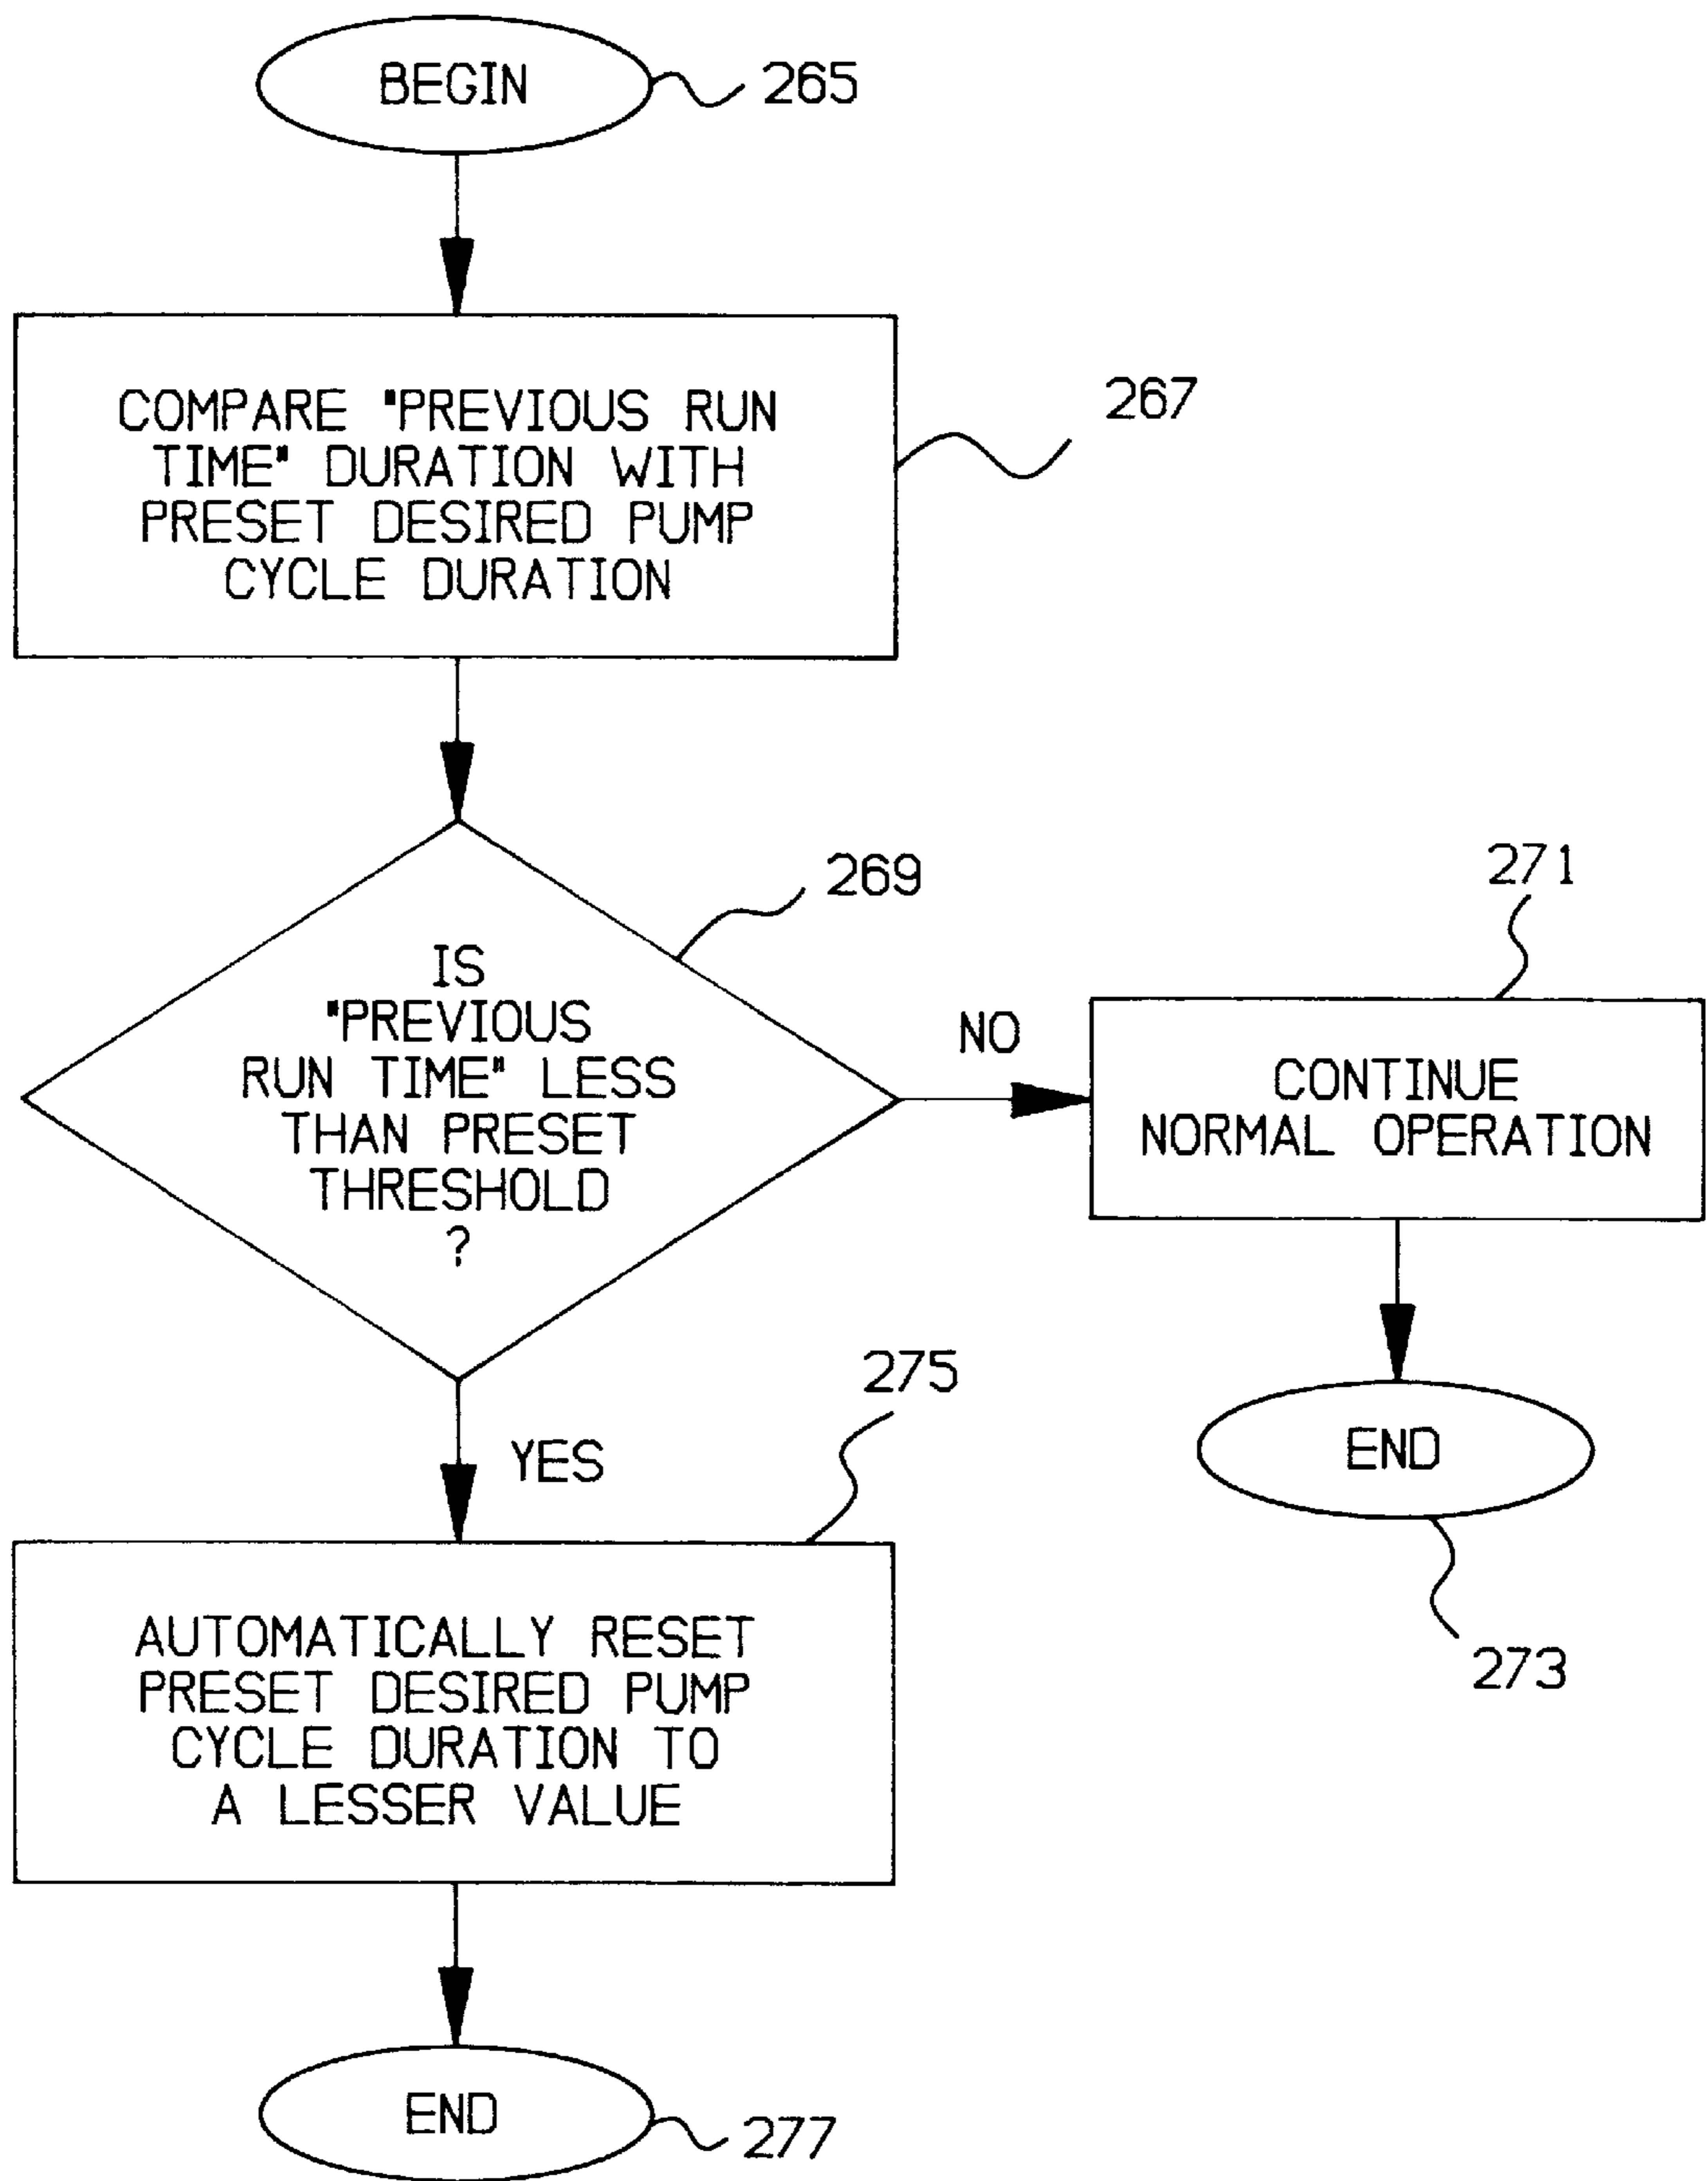 BEGIN
265
COMPARE "PREVIOUS RUN
TIME" DURATION WITH
PRESET DESIRED PUMP
CYCLE DURATION
267
IS
"PREVIOUS
RUN TIME" LESS
THAN PRESET
THRESHOLD
?
269
NO
271
CONTINUE
NORMAL OPERATION
END
273
YES
275
AUTOMATICALLY RESET
PRESET DESIRED PUMP
CYCLE DURATION TO
A LESSER VALUE
END
277